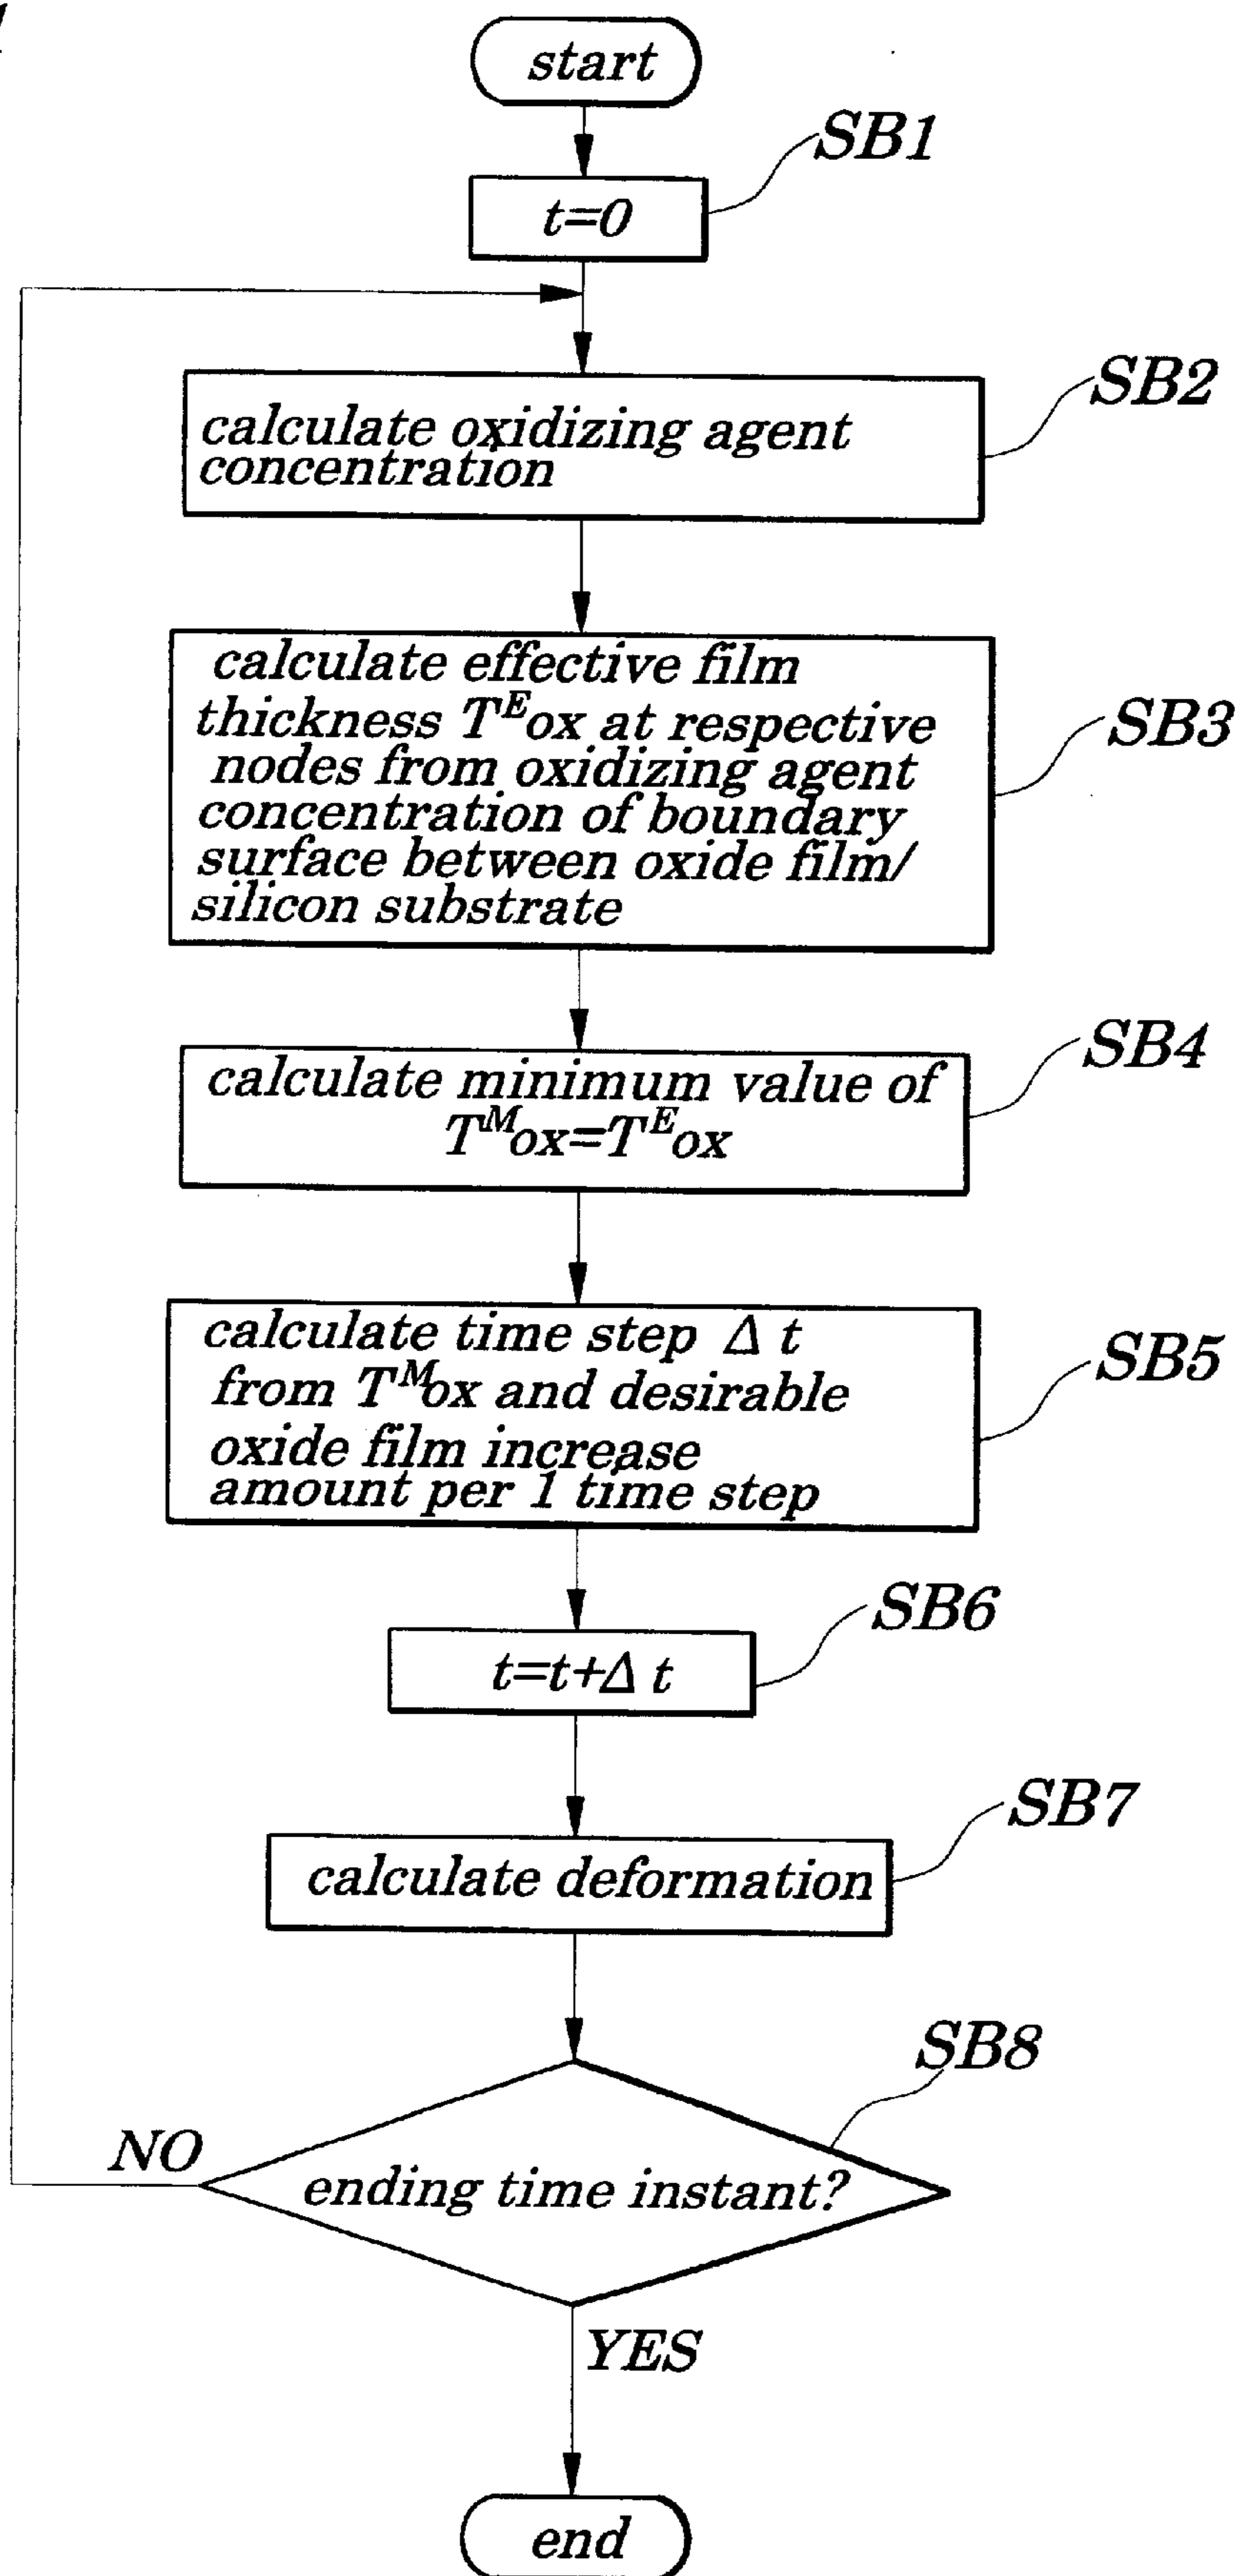 start
SB1
t=0
SB2
calculate oxidizing agent
concentration
calculate effective film
thickness T^E ox at respective
nodes from oxidizing agent
concentration of boundary
surface between oxide film/
silicon substrate
SB3
SB4
calculate minimum value of
T^M ox=T^E ox
calculate time step Δ t
from T^M ox and desirable
oxide film increase
amount per 1 time step
SB5
SB6
t=t+Δ t
SB7
calculate deformation
SB8
NO
ending time instant?
YES
end